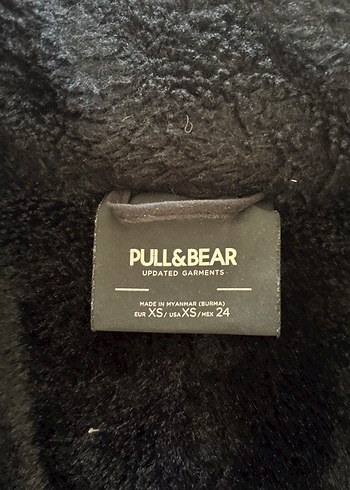 PULL&BEAR
UPDATED GARMENTS
MADE IN MYANMAR (BURMA)
EUR XS / USA XS / MEX 24